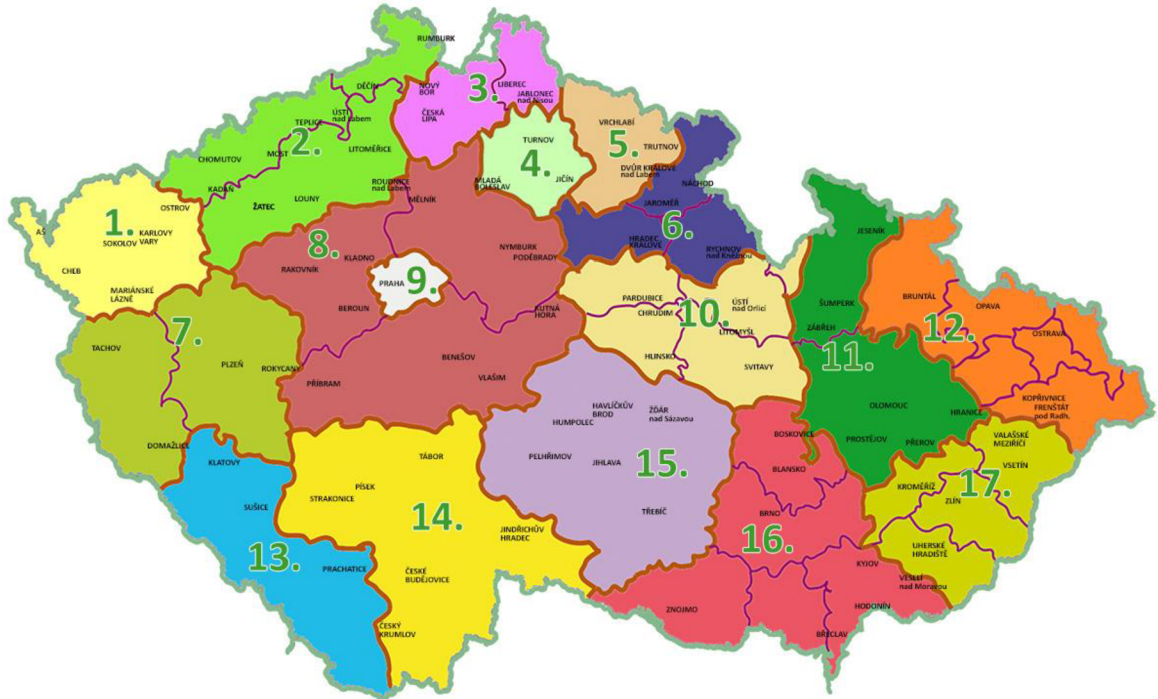 RUMBURK
DĚČÍN
ÚSTÍ
nad Labem
TEPLICE
2.
MOST
LITOMĚŘICE
CHOMUTOV
KADAŇ
ŽATEC
LOUNY
ROUDNICE
nad Labem
NOVÝ
BOR
3.
LIBEREC
JABLONEC
nad Nisou
ČESKÁ
LÍPA
TURNOV
4.
JIČÍN
MLADÁ
BOLESLAV
VRCHLABÍ
5.
TRUTNOV
DVŮR KRÁLOVÉ
nad Labem
NÁCHOD
JAROMĚŘ
6.
HRADEC
KRÁLOVÉ
RYCHNOV
nad Kněžnou
OSTROV
1.
KARLOVY
VARY
AŠ
SOKOLOV
CHEB
MARIÁNSKÉ
LÁZNĚ
TACHOV
7.
PLZEŇ
ROKYCANY
DOMAŽLICE
MĚLNÍK
8.
KLADNO
RAKOVNÍK
NYMBURK
PODĚBRADY
PRAHA
9.
BEROUN
KUTNÁ
HORA
BENEŠOV
VLAŠIM
PŘÍBRAM
PARDUBICE
CHRUDIM
10.
ÚSTÍ
nad Orlicí
LITOMYŠL
HLINSKO
SVITAVY
JESENÍK
ŠUMPERK
ZÁBŘEH
11.
OLOMOUC
HRANICE
PROSTĚJOV
PŘEROV
BRUNTÁL
OPAVA
12.
OSTRAVA
KOPŘIVNICE
FRENŠTÁT
pod Radh.
KLATOVY
SUŠICE
13.
PRACHATICE
TÁBOR
PÍSEK
STRAKONICE
14.
JINDŘICHŮV
HRADEC
ČESKÉ
BUDĚJOVICE
ČESKÝ
KRUMLOV
HAVLÍČKŮV
BROD
ŽĎÁR
nad Sázavou
HUMPOLEC
PELHŘIMOV
JIHLAVA
15.
TŘEBÍČ
BOSKOVICE
BLANSKO
BRNO
16.
KYJOV
VESELÍ
nad Moravou
ZNOJMO
HODONÍN
BŘECLAV
VALAŠSKÉ
MEZIŘÍČÍ
VSETÍN
KROMĚŘÍŽ
17.
ZLÍN
UHERSKÉ
HRADIŠTĚ